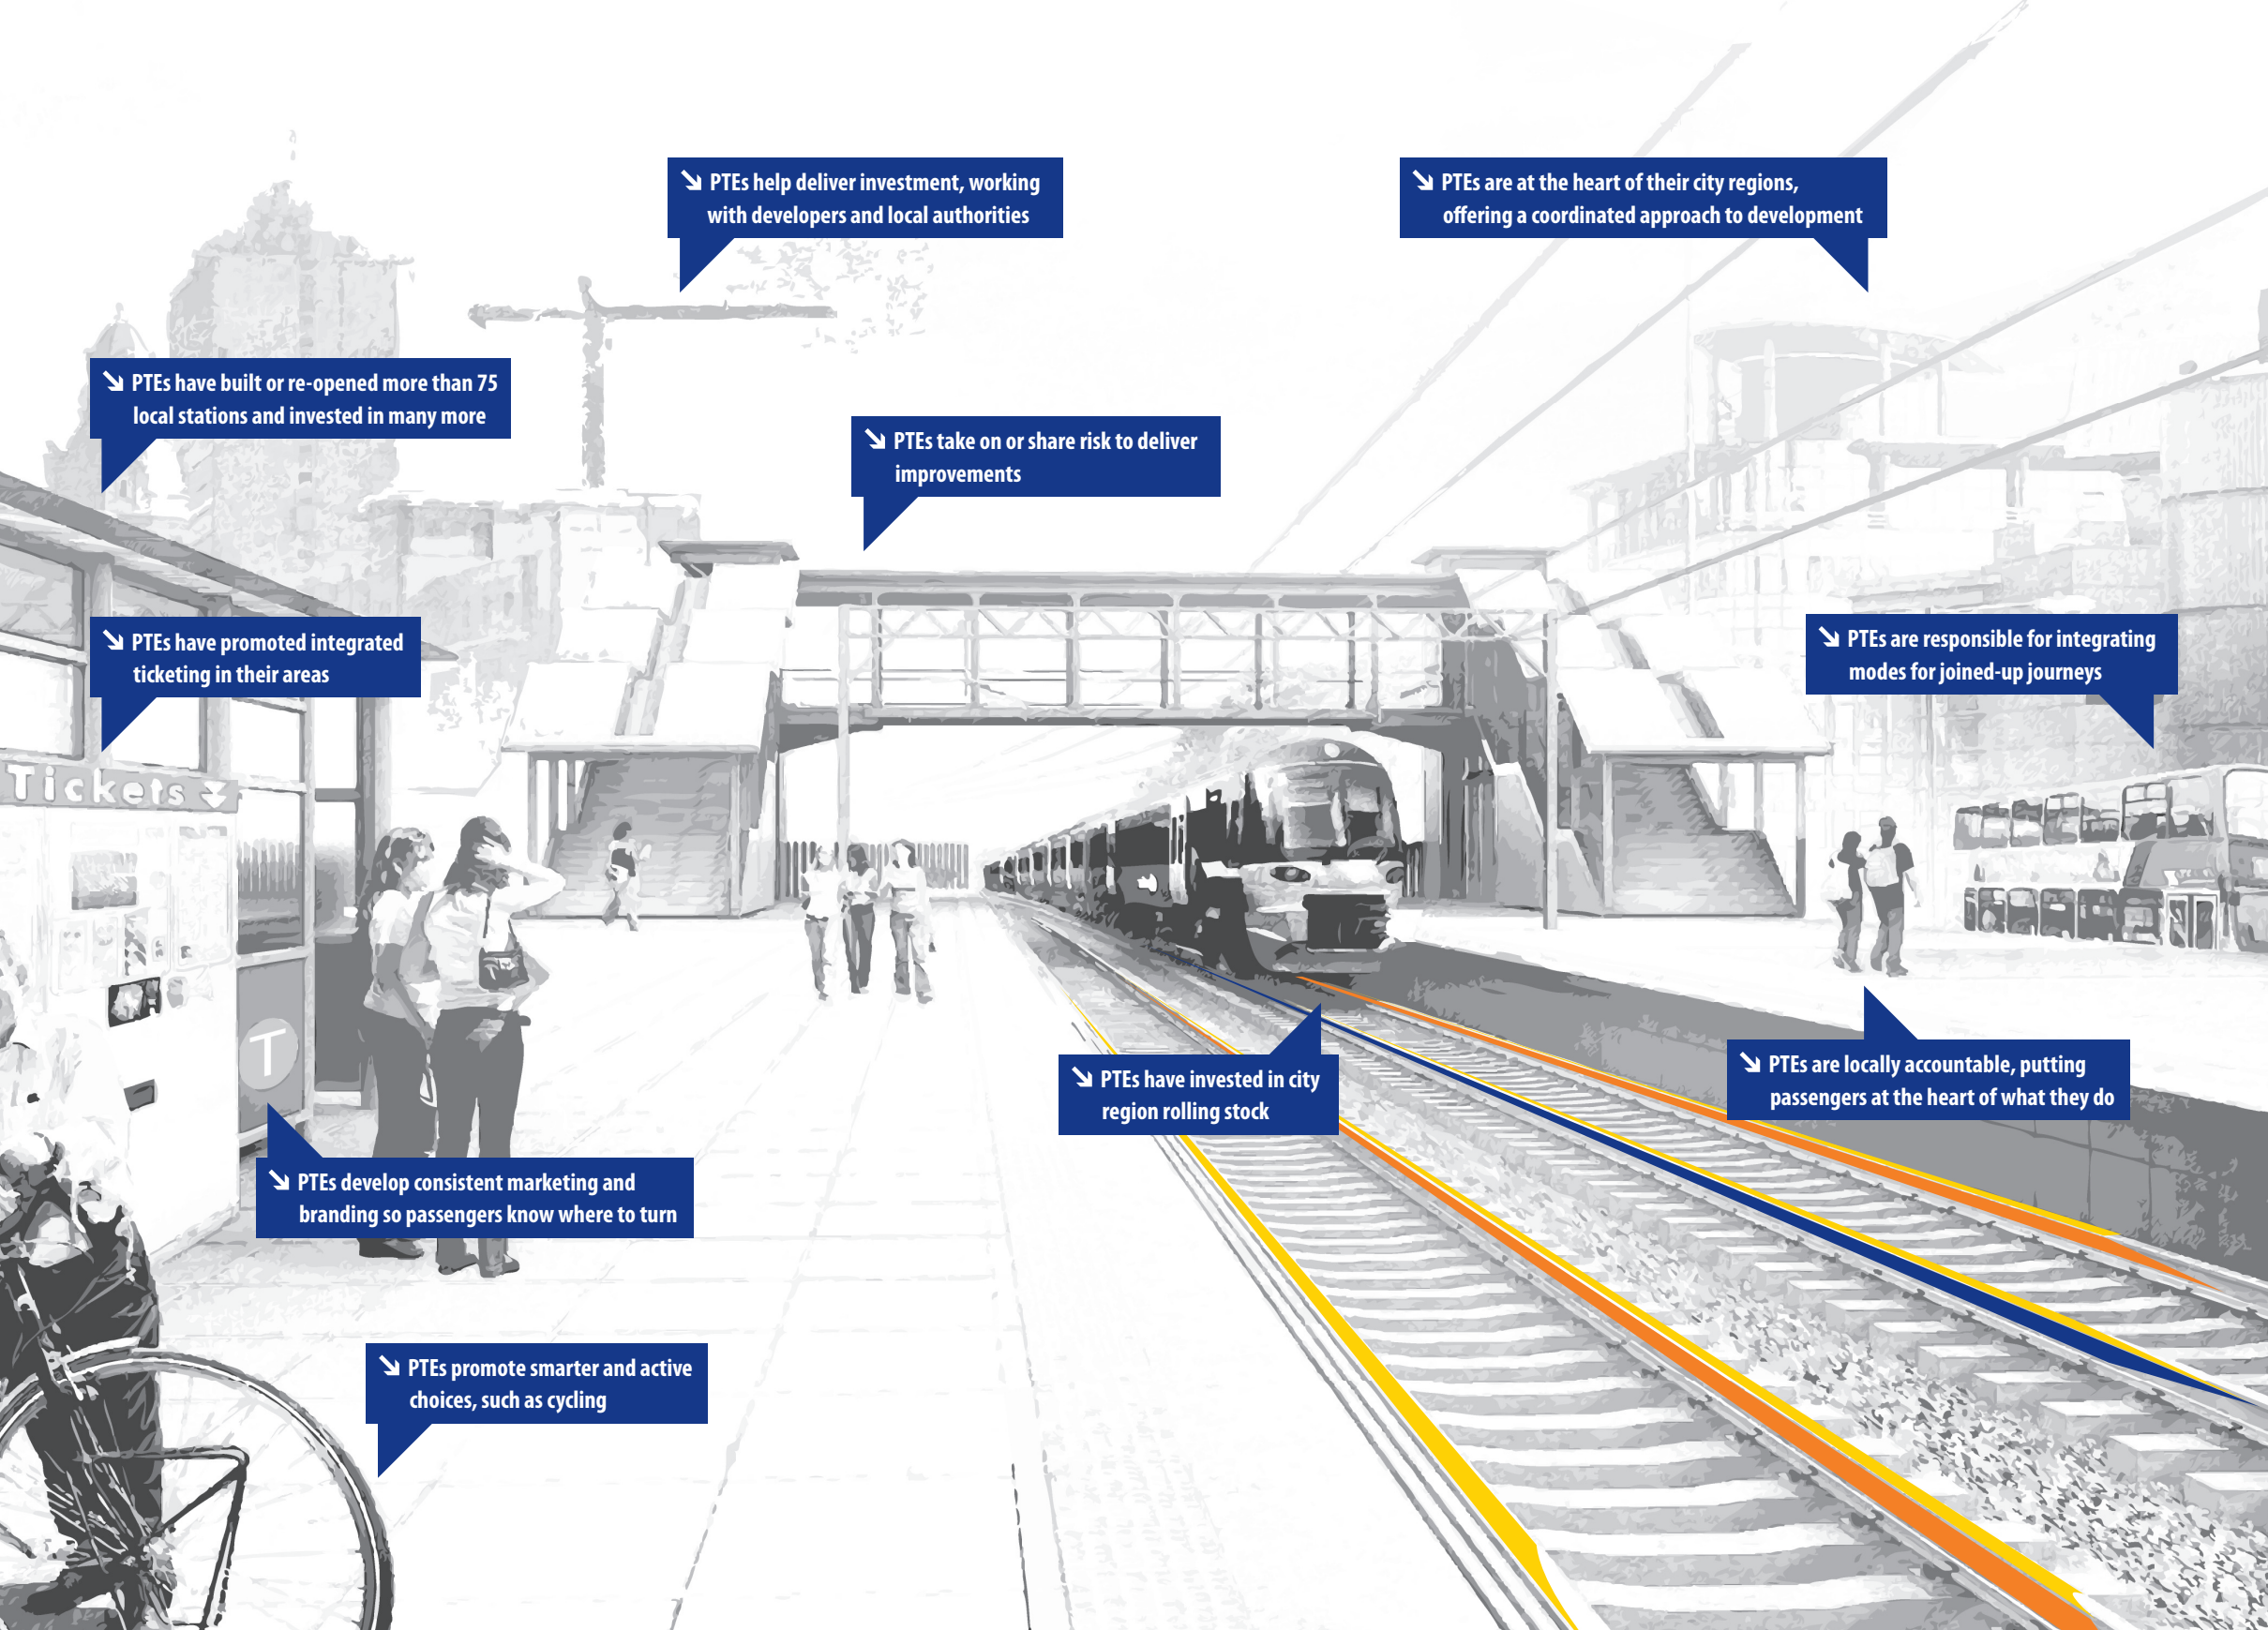 PTEs help deliver investment, working
with developers and local authorities
PTEs are at the heart of their city regions,
offering a coordinated approach to development
PTEs have built or re-opened more than 75
local stations and invested in many more
PTEs take on or share risk to deliver
improvements
PTEs have promoted integrated
ticketing in their areas
PTEs are responsible for integrating
modes for joined-up journeys
Tickets
T
PTEs have invested in city
region rolling stock
PTEs are locally accountable, putting
passengers at the heart of what they do
PTEs develop consistent marketing and
branding so passengers know where to turn
PTEs promote smarter and active
choices, such as cycling